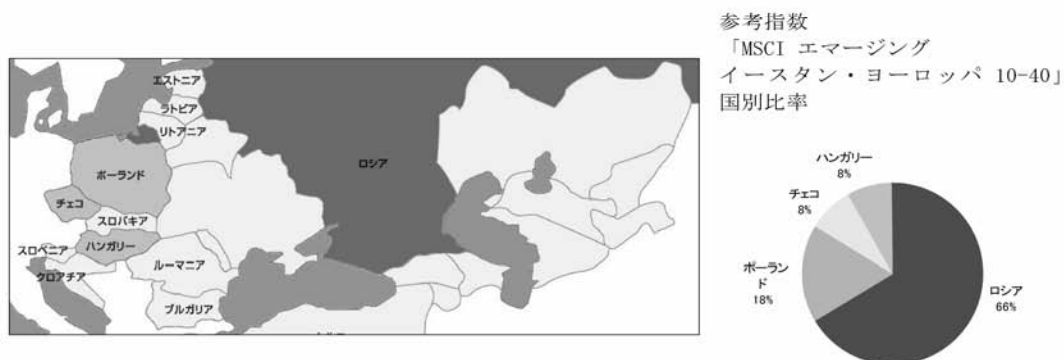 参考指数
「MSCI エマージング
イースタン・ヨーロッパ 10-40」
国別比率
エストニア
ラトビア
リトアニア
ロシア
ポーランド
チェコ
スロバキア
スロベニア
ハンガリー
クロアチア
ルーマニア
ブルガリア
ハンガリー
8%
チェコ
8%
ポーラン
ド
18%
ロシア
66%